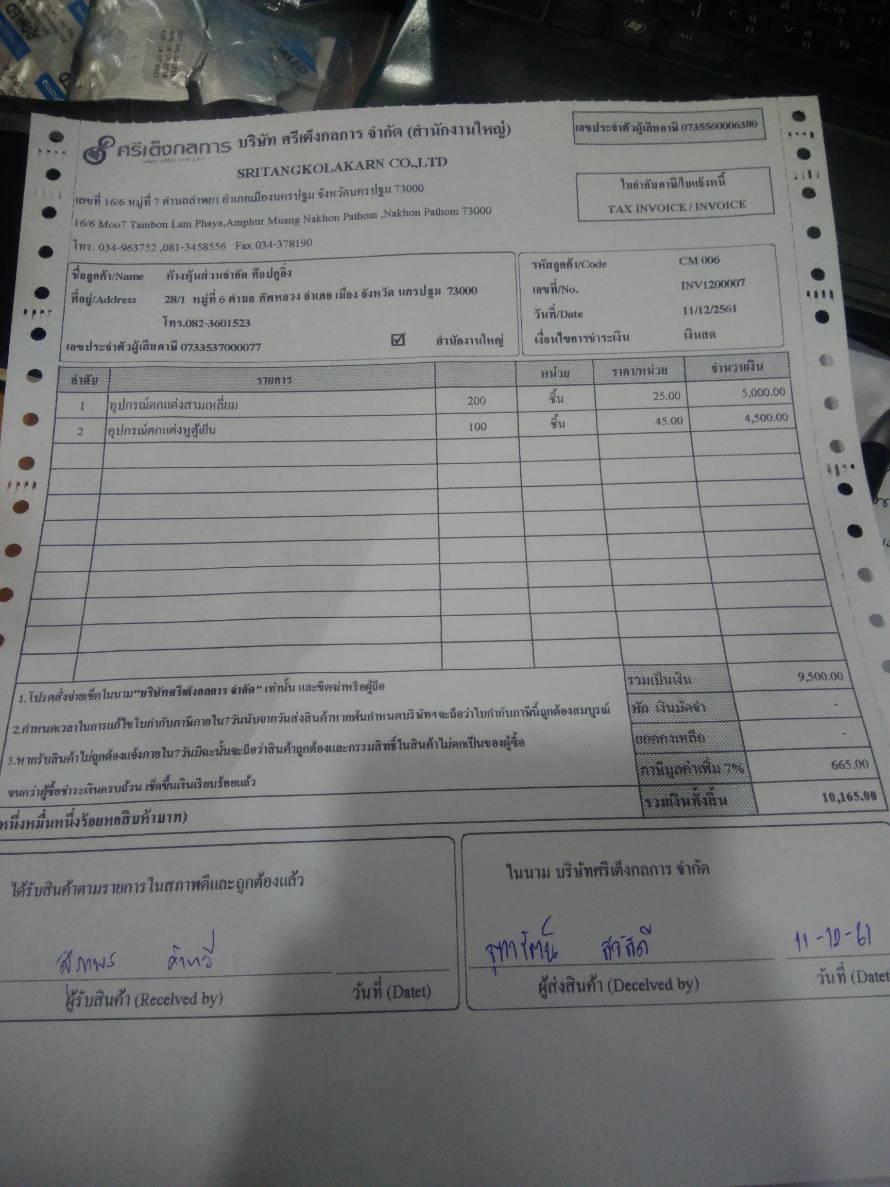 ศรีเต็งกลการ บริษัท ศรีเต็งกลการ จำกัด (สำนักงานใหญ่)
SRITANGKOLAKARN CO.,LTD
เลขประจำตัวผู้เสียภาษี 0735560006380
เลขที่ 16/6 หมู่ที่ 7 ตำบลลำพยา อำเภอเมืองนครปฐม จังหวัดนครปฐม 73000
16/6 Moo7 Tambon Lam Phaya,Amphur Muang Nakhon Pathom ,Nakhon Pathom 73000
โทร. 034-963752 ,081-3458556 Fax 034-378190
ใบกำกับภาษี/ใบแจ้งหนี้
TAX INVOICE / INVOICE
ชื่อลูกค้า/Name ห้างหุ้นส่วนจำกัด ท๊อปกูลิ่ง
ที่อยู่/Address 28/1 หมู่ที่ 6 ตำบล ทัพหลวง อำเภอ เมือง จังหวัด นครปฐม 73000
โทร.082-3601523
เลขประจำตัวผู้เสียภาษี 0733537000077 สำนักงานใหญ่
รหัสลูกค้า/Code CM 006
เลขที่/No. INV1200007
วันที่/Date 11/12/2561
เงื่อนไขการชำระเงิน เงินสด
ลำดับ รายการ หน่วย ราคา/หน่วย จำนวนเงิน
1 อุปกรณ์ตกแต่งสามเหลี่ยม 200 ชิ้น 25.00 5,000.00
2 อุปกรณ์ตกแต่งหูตู้เย็น 100 ชิ้น 45.00 4,500.00
1.โปรดสั่งจ่ายเช็คในนาม"บริษัทศรีเต็งกลการ จำกัด" เท่านั้น และขีดฆ่าหรือผู้ถือ
2.กำหนดเวลาในการแก้ไขใบกำกับภาษีภายใน7วันนับจากวันส่งสินค้าหากพ้นกำหนดบริษัทฯจะถือว่าใบกำกับภาษีนี้ถูกต้องสมบูรณ์
3.หากรับสินค้าไม่ถูกต้องแจ้งภายใน7วันมิฉะนั้นจะถือว่าสินค้าถูกต้องและกรรมสิทธิ์ในสินค้าไม่ตกเป็นของผู้ซื้อ
จนกว่าผู้ซื้อชำระเงินครบถ้วน เช็คขึ้นเงินเรียบร้อยแล้ว
รวมเป็นเงิน 9,500.00
หัก เงินมัดจำ -
ยอดคงเหลือ -
ภาษีมูลค่าเพิ่ม 7% 665.00
รวมเงินทั้งสิ้น 10,165.00
หนึ่งหมื่นหนึ่งร้อยหกสิบห้าบาท)
ได้รับสินค้าตามรายการในสภาพดีและถูกต้องแล้ว
ผู้รับสินค้า (Recelved by) วันที่ (Datet)
ในนาม บริษัทศรีเต็งกลการ จำกัด
จุฑารัตน์ สวัสดี 11-12-61
ผู้ส่งสินค้า (Decelved by) วันที่ (Datet